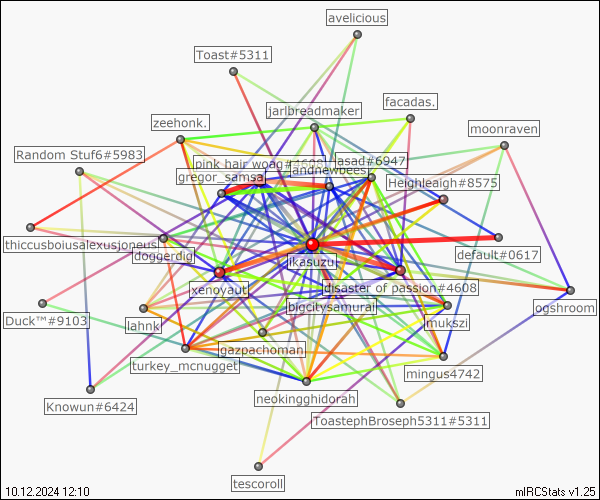 avelicious
Toast#5311
facadas.
jarlbreadmaker
zeehonk.
moonraven
Random Stuf6#5983
pink hair woag#4608
jasad#6947
andnewbees
gregor_samsa
Heighleaigh#8575
thiccusboiusalexusjoneus
doggerdig
default#0617
ikasuzu
xenoyaut
disaster of passion#4608
ogshroom
bigcitysamurai
Duck™#9103
lahnk
mukszi
gazpachoman
turkey_mcnugget
mingus4742
neokingghidorah
Knowun#6424
ToastephBroseph5311#5311
tescoroll
10.12.2024 12:10
mIRCStats v1.25